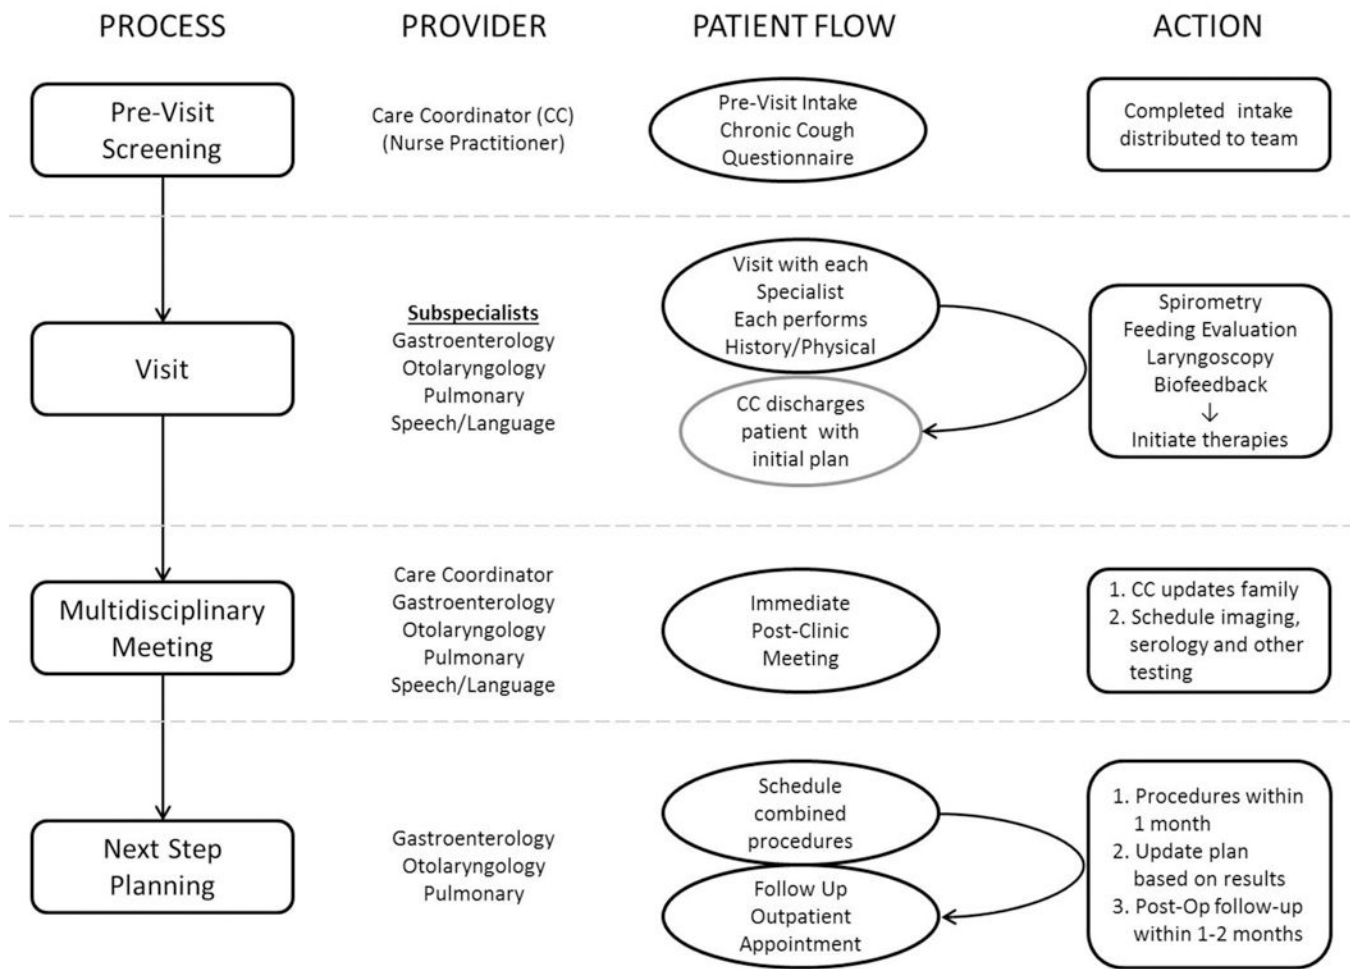 PROCESS
PROVIDER
PATIENT FLOW
ACTION
Pre-Visit
Screening
Care Coordinator (CC)
(Nurse Practitioner)
Pre-Visit Intake
Chronic Cough
Questionnaire
Completed intake
distributed to team
Visit
Subspecialists
Gastroenterology
Otolaryngology
Pulmonary
Speech/Language
Visit with each
Specialist
Each performs
History/Physical
CC discharges
patient with
initial plan
Spirometry
Feeding Evaluation
Laryngoscopy
Biofeedback
↓
Initiate therapies
Multidisciplinary
Meeting
Care Coordinator
Gastroenterology
Otolaryngology
Pulmonary
Speech/Language
Immediate
Post-Clinic
Meeting
1. CC updates family
2. Schedule imaging,
serology and other
testing
Next Step
Planning
Gastroenterology
Otolaryngology
Pulmonary
Schedule
combined
procedures
Follow Up
Outpatient
Appointment
1. Procedures within
1 month
2. Update plan
based on results
3. Post-Op follow-up
within 1-2 months